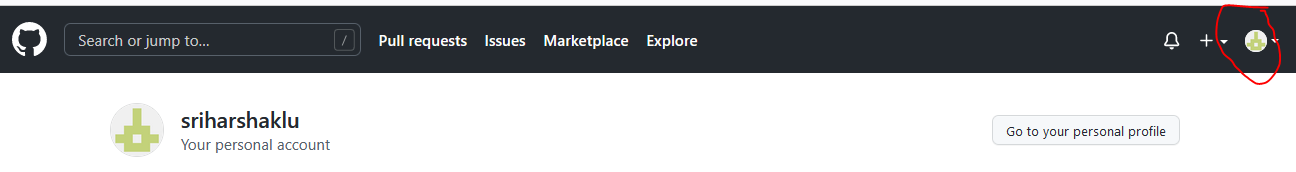 Search or jump to... / Pull requests Issues Marketplace Explore
sriharshaklu
Your personal account
Go to your personal profile